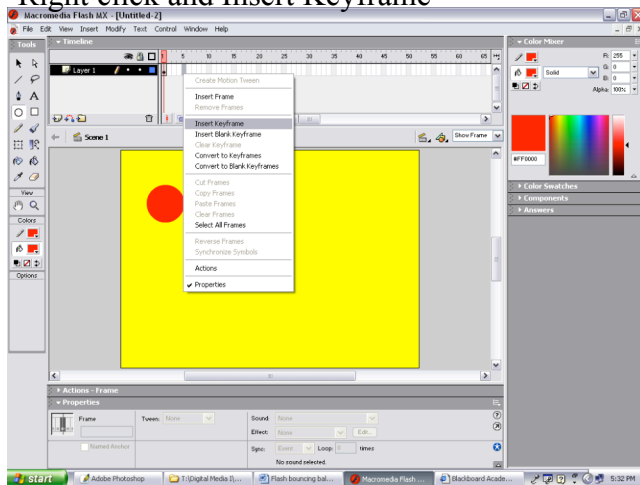 Right click and Insert Keyframe
Macromedia Flash MX - [Untitled-2]
File Edit View Insert Modify Text Control Window Help
Tools
Timeline
Color Mixer
1 5 10 15 20 25 30 35 40 45 50 55 60 65
Layer 1
R: 255
G: 0
B: 0
Solid
Alpha: 100%
#FF0000
Scene 1
Show Frame
Create Motion Tween
Insert Frame
Remove Frames
Insert Keyframe
Insert Blank Keyframe
Clear Keyframe
Convert to Keyframes
Convert to Blank Keyframes
Cut Frames
Copy Frames
Paste Frames
Clear Frames
Select All Frames
Reverse Frames
Synchronize Symbols
Actions
Properties
View
Colors
Options
Color Swatches
Components
Answers
Actions - Frame
Properties
Frame
Tween: None
Sound: None
Effect: None
Edit...
Named Anchor
Sync: Event
Loop: 0 times
No sound selected.
start
Adobe Photoshop
T:\Digital Media I\...
Flash bouncing bal...
Macromedia Flash ...
Blackboard Acade...
5:32 PM